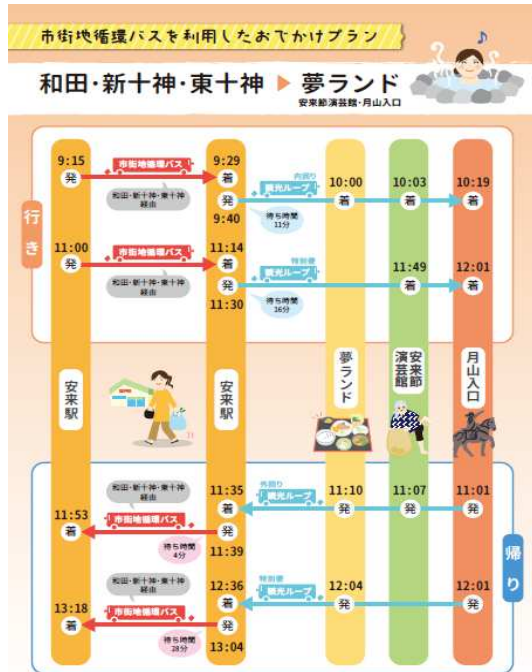 市街地循環バスを利用したおでかけプラン
和田・新十神・東十神 ▶ 夢ランド
安来節演芸館・月山入口
行き
9:15
発
市街地循環バス
和田・新十神・東十神
経由
9:29
着
発
9:40
内回り
観光ループ
待ち時間
11分
10:00
着
10:03
着
10:19
着
11:00
発
市街地循環バス
和田・新十神・東十神
経由
11:14
着
発
11:30
特別便
観光ループ
待ち時間
16分
11:49
着
12:01
着
安来駅
安来駅
夢ランド
安来節
演芸館
月山入口
帰り
和田・新十神・東十神
経由
11:53
着
市街地循環バス
待ち時間
4分
11:35
着
発
11:39
外回り
観光ループ
11:10
発
11:07
発
11:01
発
和田・新十神・東十神
経由
13:18
着
市街地循環バス
待ち時間
28分
12:36
着
発
13:04
特別便
観光ループ
12:04
発
12:01
発